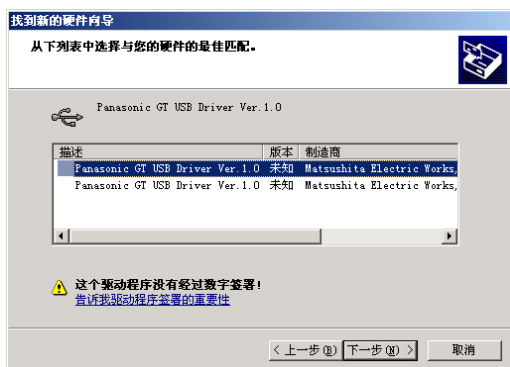 找到新的硬件向导
从下列表中选择与您的硬件的最佳匹配。
Panasonic GT USB Driver Ver.1.0
描述 版本 制造商
Panasonic GT USB Driver Ver.1.0 未知 Matsushita Electric Works,
Panasonic GT USB Driver Ver.1.0 未知 Matsushita Electric Works,
这个驱动程序没有经过数字签署!
告诉我驱动程序签署的重要性
< 上一步(B) 下一步(N) > 取消